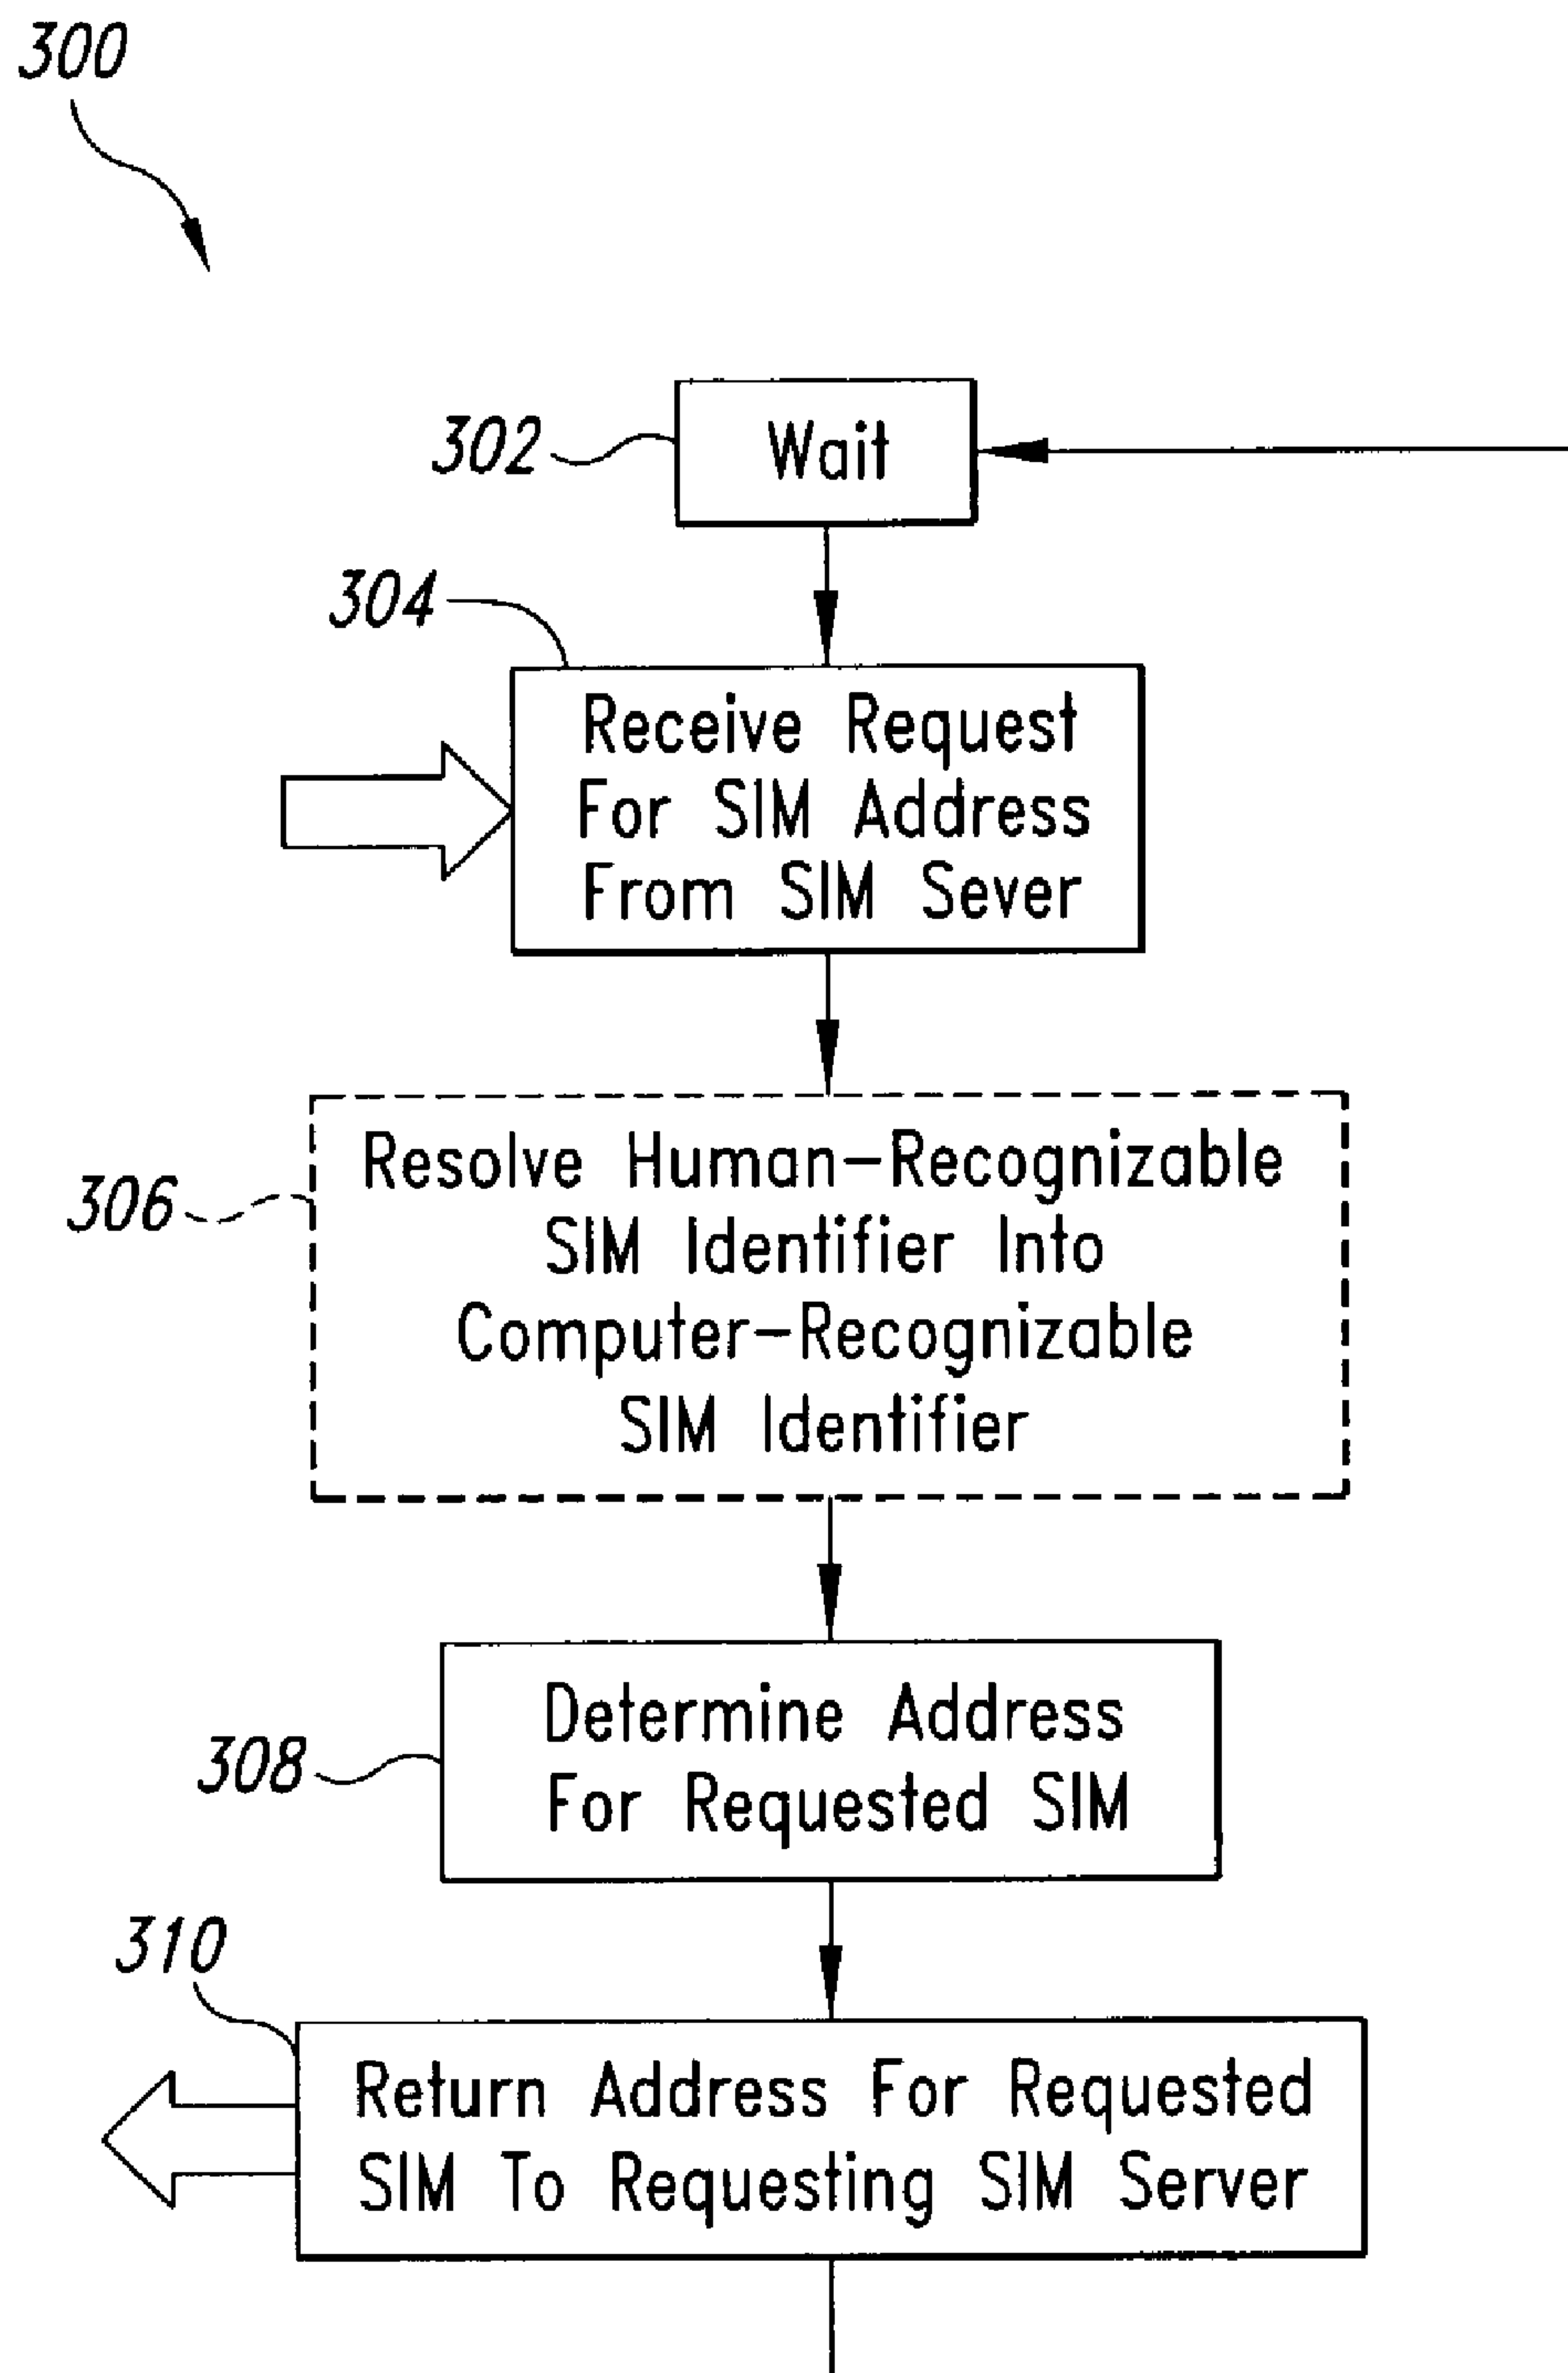 300
302
Wait
304
Receive Request
For SIM Address
From SIM Sever
306
Resolve Human-Recognizable
SIM Identifier Into
Computer-Recognizable
SIM Identifier
308
Determine Address
For Requested SIM
310
Return Address For Requested
SIM To Requesting SIM Server